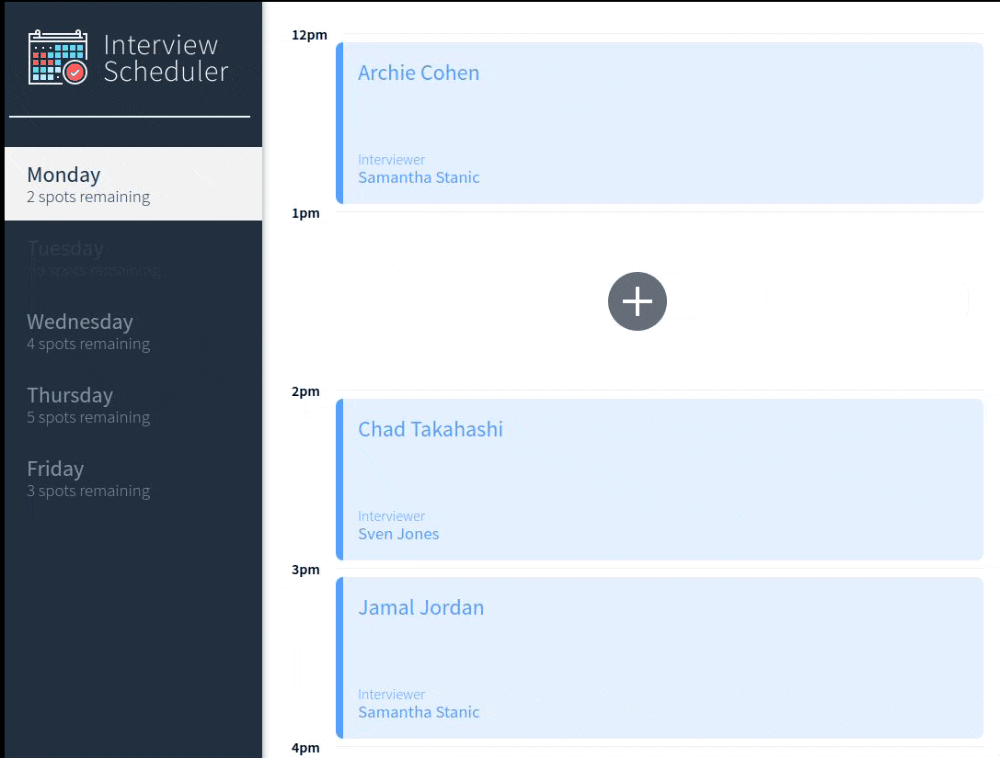 Interview
Scheduler
Monday
2 spots remaining
Tuesday
no spots remaining
Wednesday
4 spots remaining
Thursday
5 spots remaining
Friday
3 spots remaining
12pm
Archie Cohen
Interviewer
Samantha Stanic
1pm
2pm
Chad Takahashi
Interviewer
Sven Jones
3pm
Jamal Jordan
Interviewer
Samantha Stanic
4pm